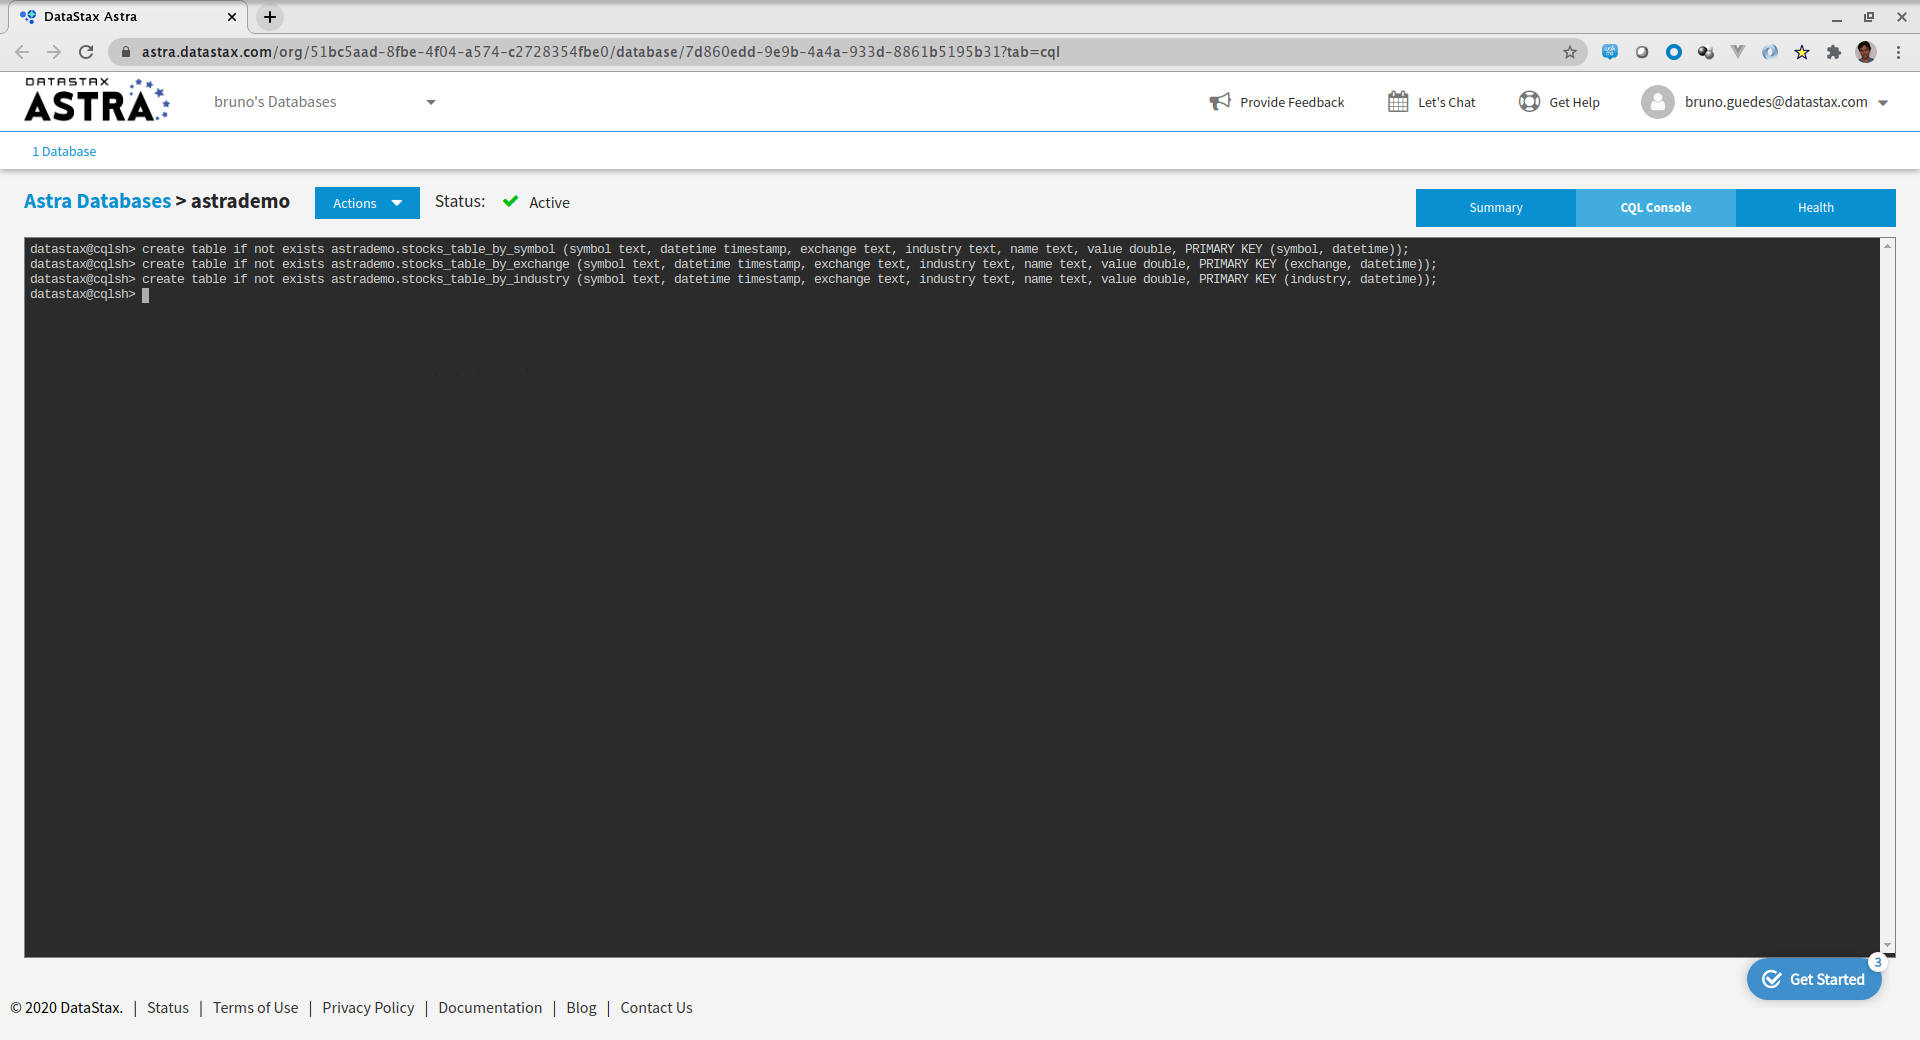 DataStax Astra
astra.datastax.com/org/51bc5aad-8fbe-4f04-a574-c2728354fbe0/database/7d860edd-9e9b-4a4a-933d-8861b5195b31?tab=cql
DATASTAX
ASTRA
bruno's Databases
Provide Feedback
Let's Chat
Get Help
bruno.guedes@datastax.com
1 Database
Astra Databases > astrademo
Actions
Status: Active
Summary
CQL Console
Health
datastax@cqlsh> create table if not exists astrademo.stocks_table_by_symbol (symbol text, datetime timestamp, exchange text, industry text, name text, value double, PRIMARY KEY (symbol, datetime));
datastax@cqlsh> create table if not exists astrademo.stocks_table_by_exchange (symbol text, datetime timestamp, exchange text, industry text, name text, value double, PRIMARY KEY (exchange, datetime));
datastax@cqlsh> create table if not exists astrademo.stocks_table_by_industry (symbol text, datetime timestamp, exchange text, industry text, name text, value double, PRIMARY KEY (industry, datetime));
datastax@cqlsh>
3
Get Started
© 2020 DataStax. | Status | Terms of Use | Privacy Policy | Documentation | Blog | Contact Us